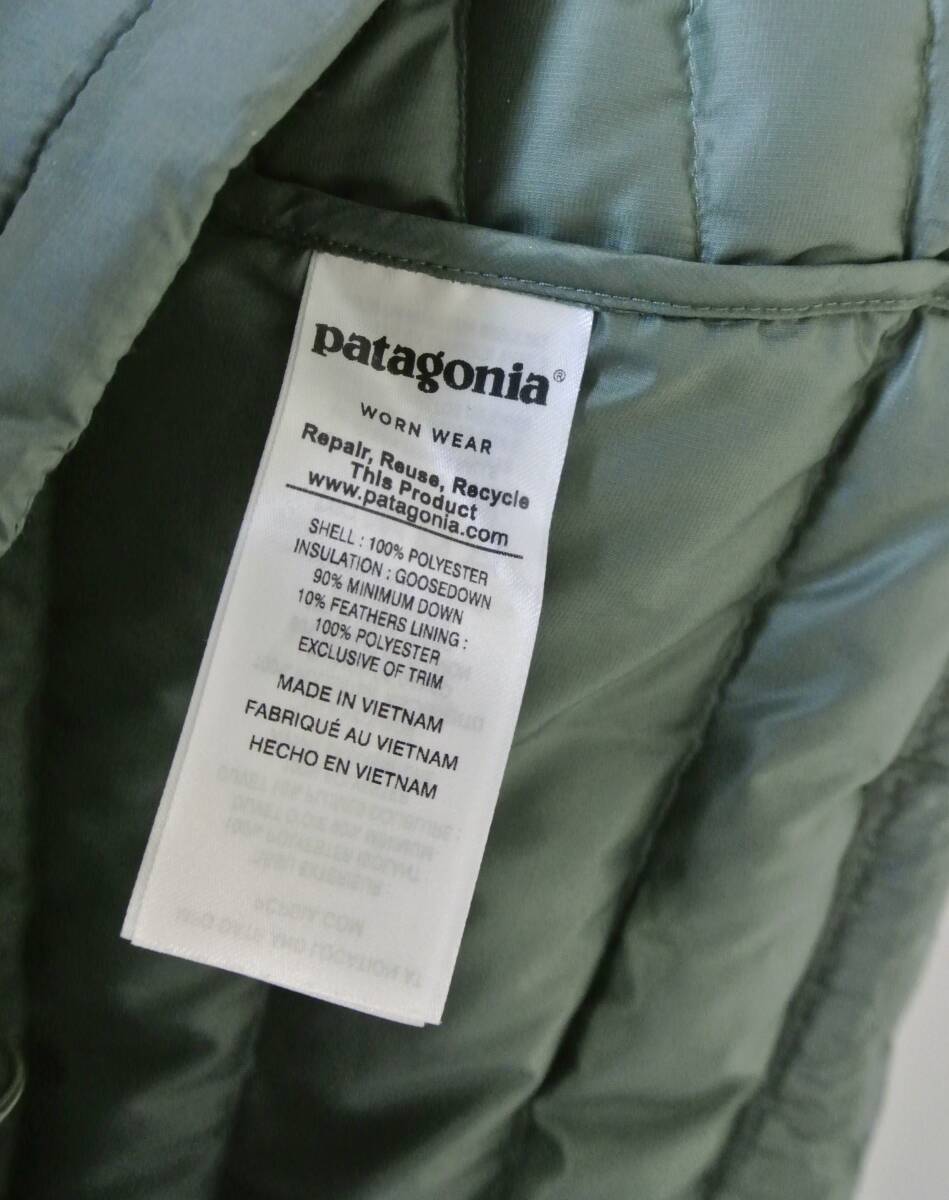 patagonia®
WORN WEAR
Repair, Reuse, Recycle
This Product
www.patagonia.com
SHELL : 100% POLYESTER
INSULATION : GOOSEDOWN
90% MINIMUM DOWN
10% FEATHERS LINING :
100% POLYESTER
EXCLUSIVE OF TRIM
MADE IN VIETNAM
FABRIQUÉ AU VIETNAM
HECHO EN VIETNAM